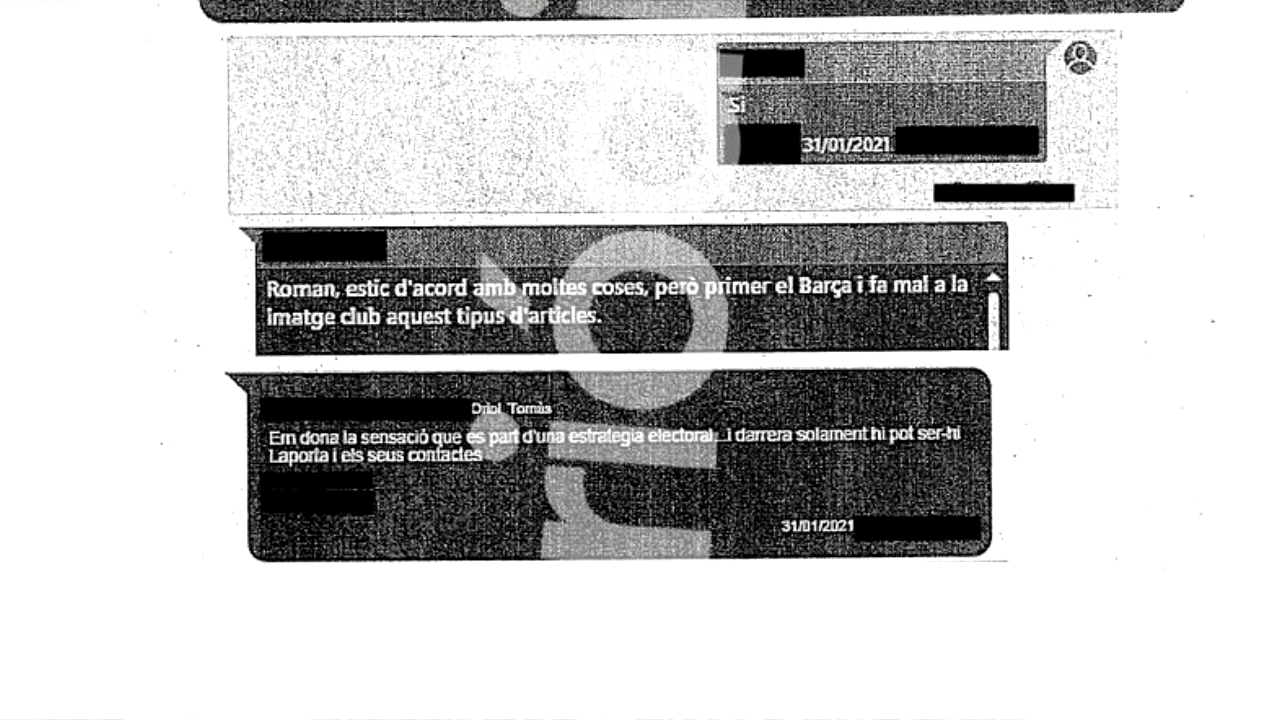 Si
31/01/2021
Roman, estic d'acord amb moltes coses, però primer el Barça i fa mal a la
imatge club aquest tipus d'articles.
Oriol Tomàs
Em dona la sensació que es part d'una estrategia electoral...i darrera solament hi pot ser-hi
Laporta i els seus contactes
31/01/2021